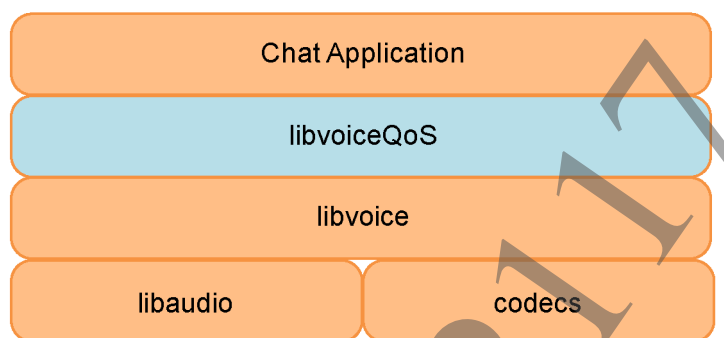 Chat Application
libvoiceQoS
libvoice
libaudio
codecs